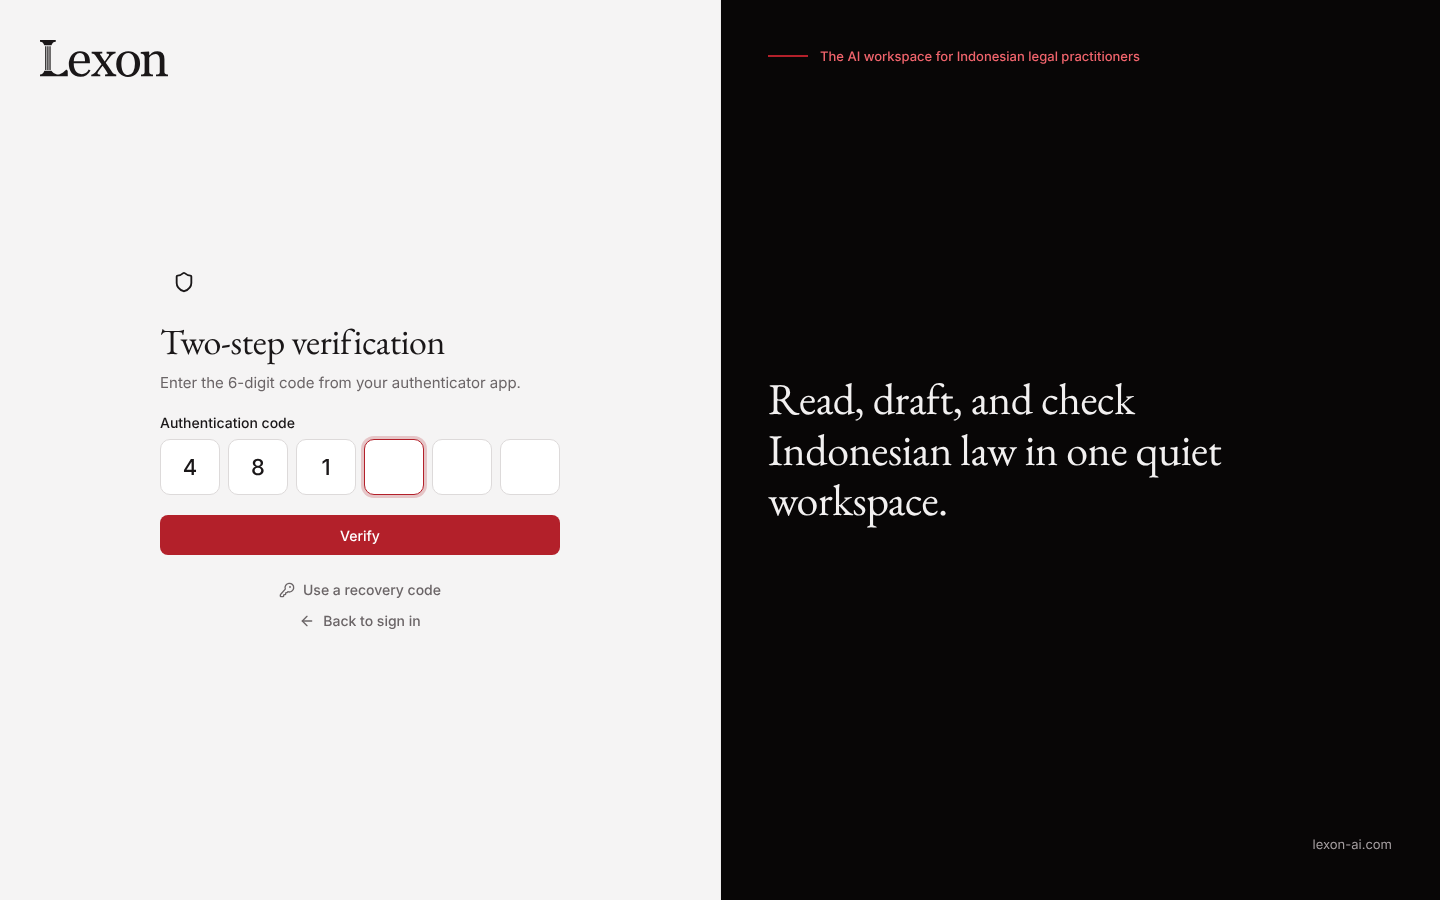 Lexon
Two-step verification
Enter the 6-digit code from your authenticator app.
Authentication code
4 8 1
Verify
Use a recovery code
Back to sign in
The AI workspace for Indonesian legal practitioners
Read, draft, and check
Indonesian law in one quiet
workspace.
lexon-ai.com